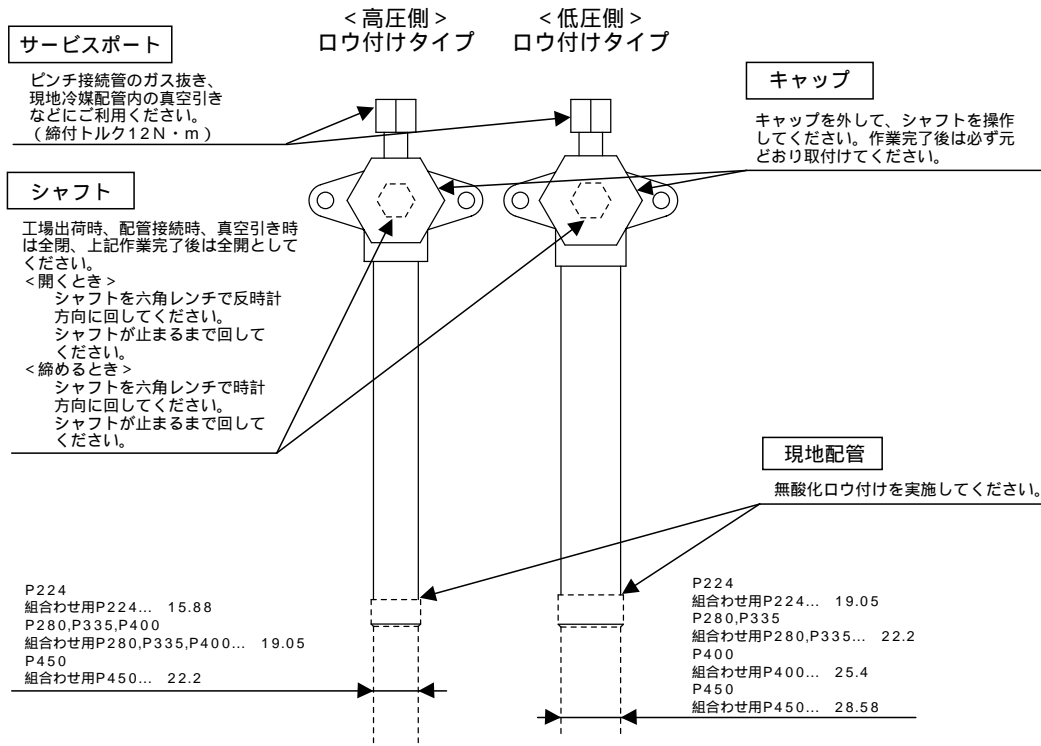 <高圧側>
ロウ付けタイプ
<低圧側>
ロウ付けタイプ
サービスポート
ピンチ接続管のガス抜き、
現地冷媒配管内の真空引き
などにご利用ください。
(締付トルク12N・m)
キャップ
キャップを外して、シャフトを操作
してください。作業完了後は必ず元
どおり取付けてください。
シャフト
工場出荷時、配管接続時、真空引き時
は全閉、上記作業完了後は全開として
ください。
<開くとき>
シャフトを六角レンチで反時計
方向に回してください。
シャフトが止まるまで回して
ください。
<締めるとき>
シャフトを六角レンチで時計
方向に回してください。
シャフトが止まるまで回して
ください。
現地配管
無酸化ロウ付けを実施してください。
P224
組合わせ用P224… 15.88
P280,P335,P400
組合わせ用P280,P335,P400… 19.05
P450
組合わせ用P450… 22.2
P224
組合わせ用P224… 19.05
P280,P335
組合わせ用P280,P335… 22.2
P400
組合わせ用P400… 25.4
P450
組合わせ用P450… 28.58